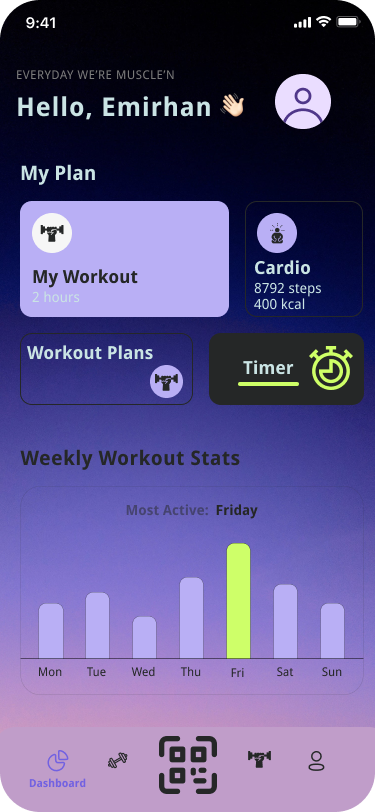 9:41
EVERYDAY WE'RE MUSCLE'N
Hello, Emirhan 👋🏻
My Plan
My Workout
2 hours
Cardio
8792 steps
400 kcal
Workout Plans
Timer
Weekly Workout Stats
Most Active: Friday
Mon Tue Wed Thu Fri Sat Sun
Dashboard